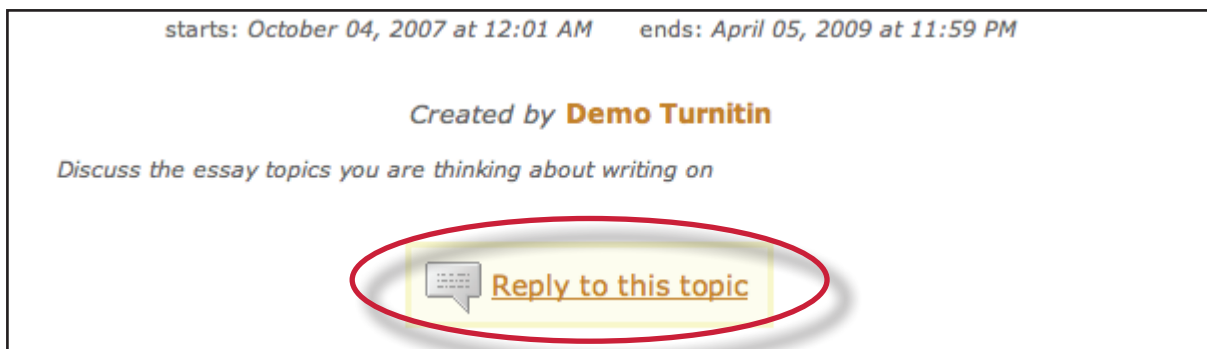 starts: October 04, 2007 at 12:01 AM ends: April 05, 2009 at 11:59 PM
Created by Demo Turnitin
Discuss the essay topics you are thinking about writing on
Reply to this topic